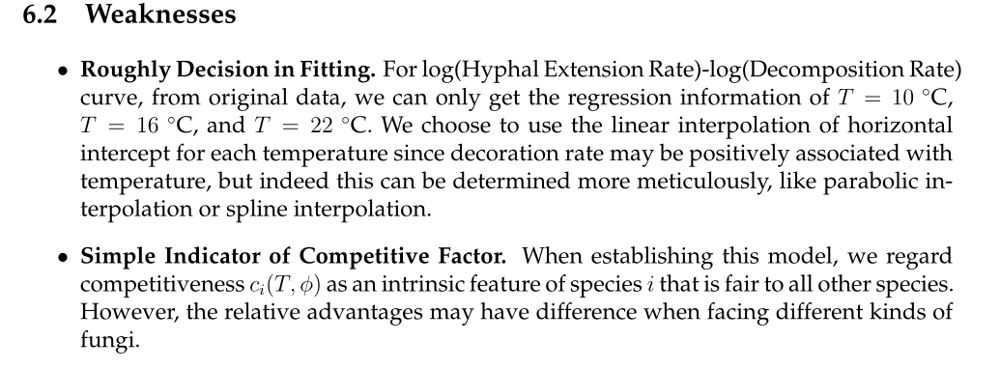 6.2 Weaknesses
• Roughly Decision in Fitting. For log(Hyphal Extension Rate)-log(Decomposition Rate)
curve, from original data, we can only get the regression information of T = 10 °C,
T = 16 °C, and T = 22 °C. We choose to use the linear interpolation of horizontal
intercept for each temperature since decoration rate may be positively associated with
temperature, but indeed this can be determined more meticulously, like parabolic in-
terpolation or spline interpolation.
• Simple Indicator of Competitive Factor. When establishing this model, we regard
competitiveness c_i(T, ϕ) as an intrinsic feature of species i that is fair to all other species.
However, the relative advantages may have difference when facing different kinds of
fungi.